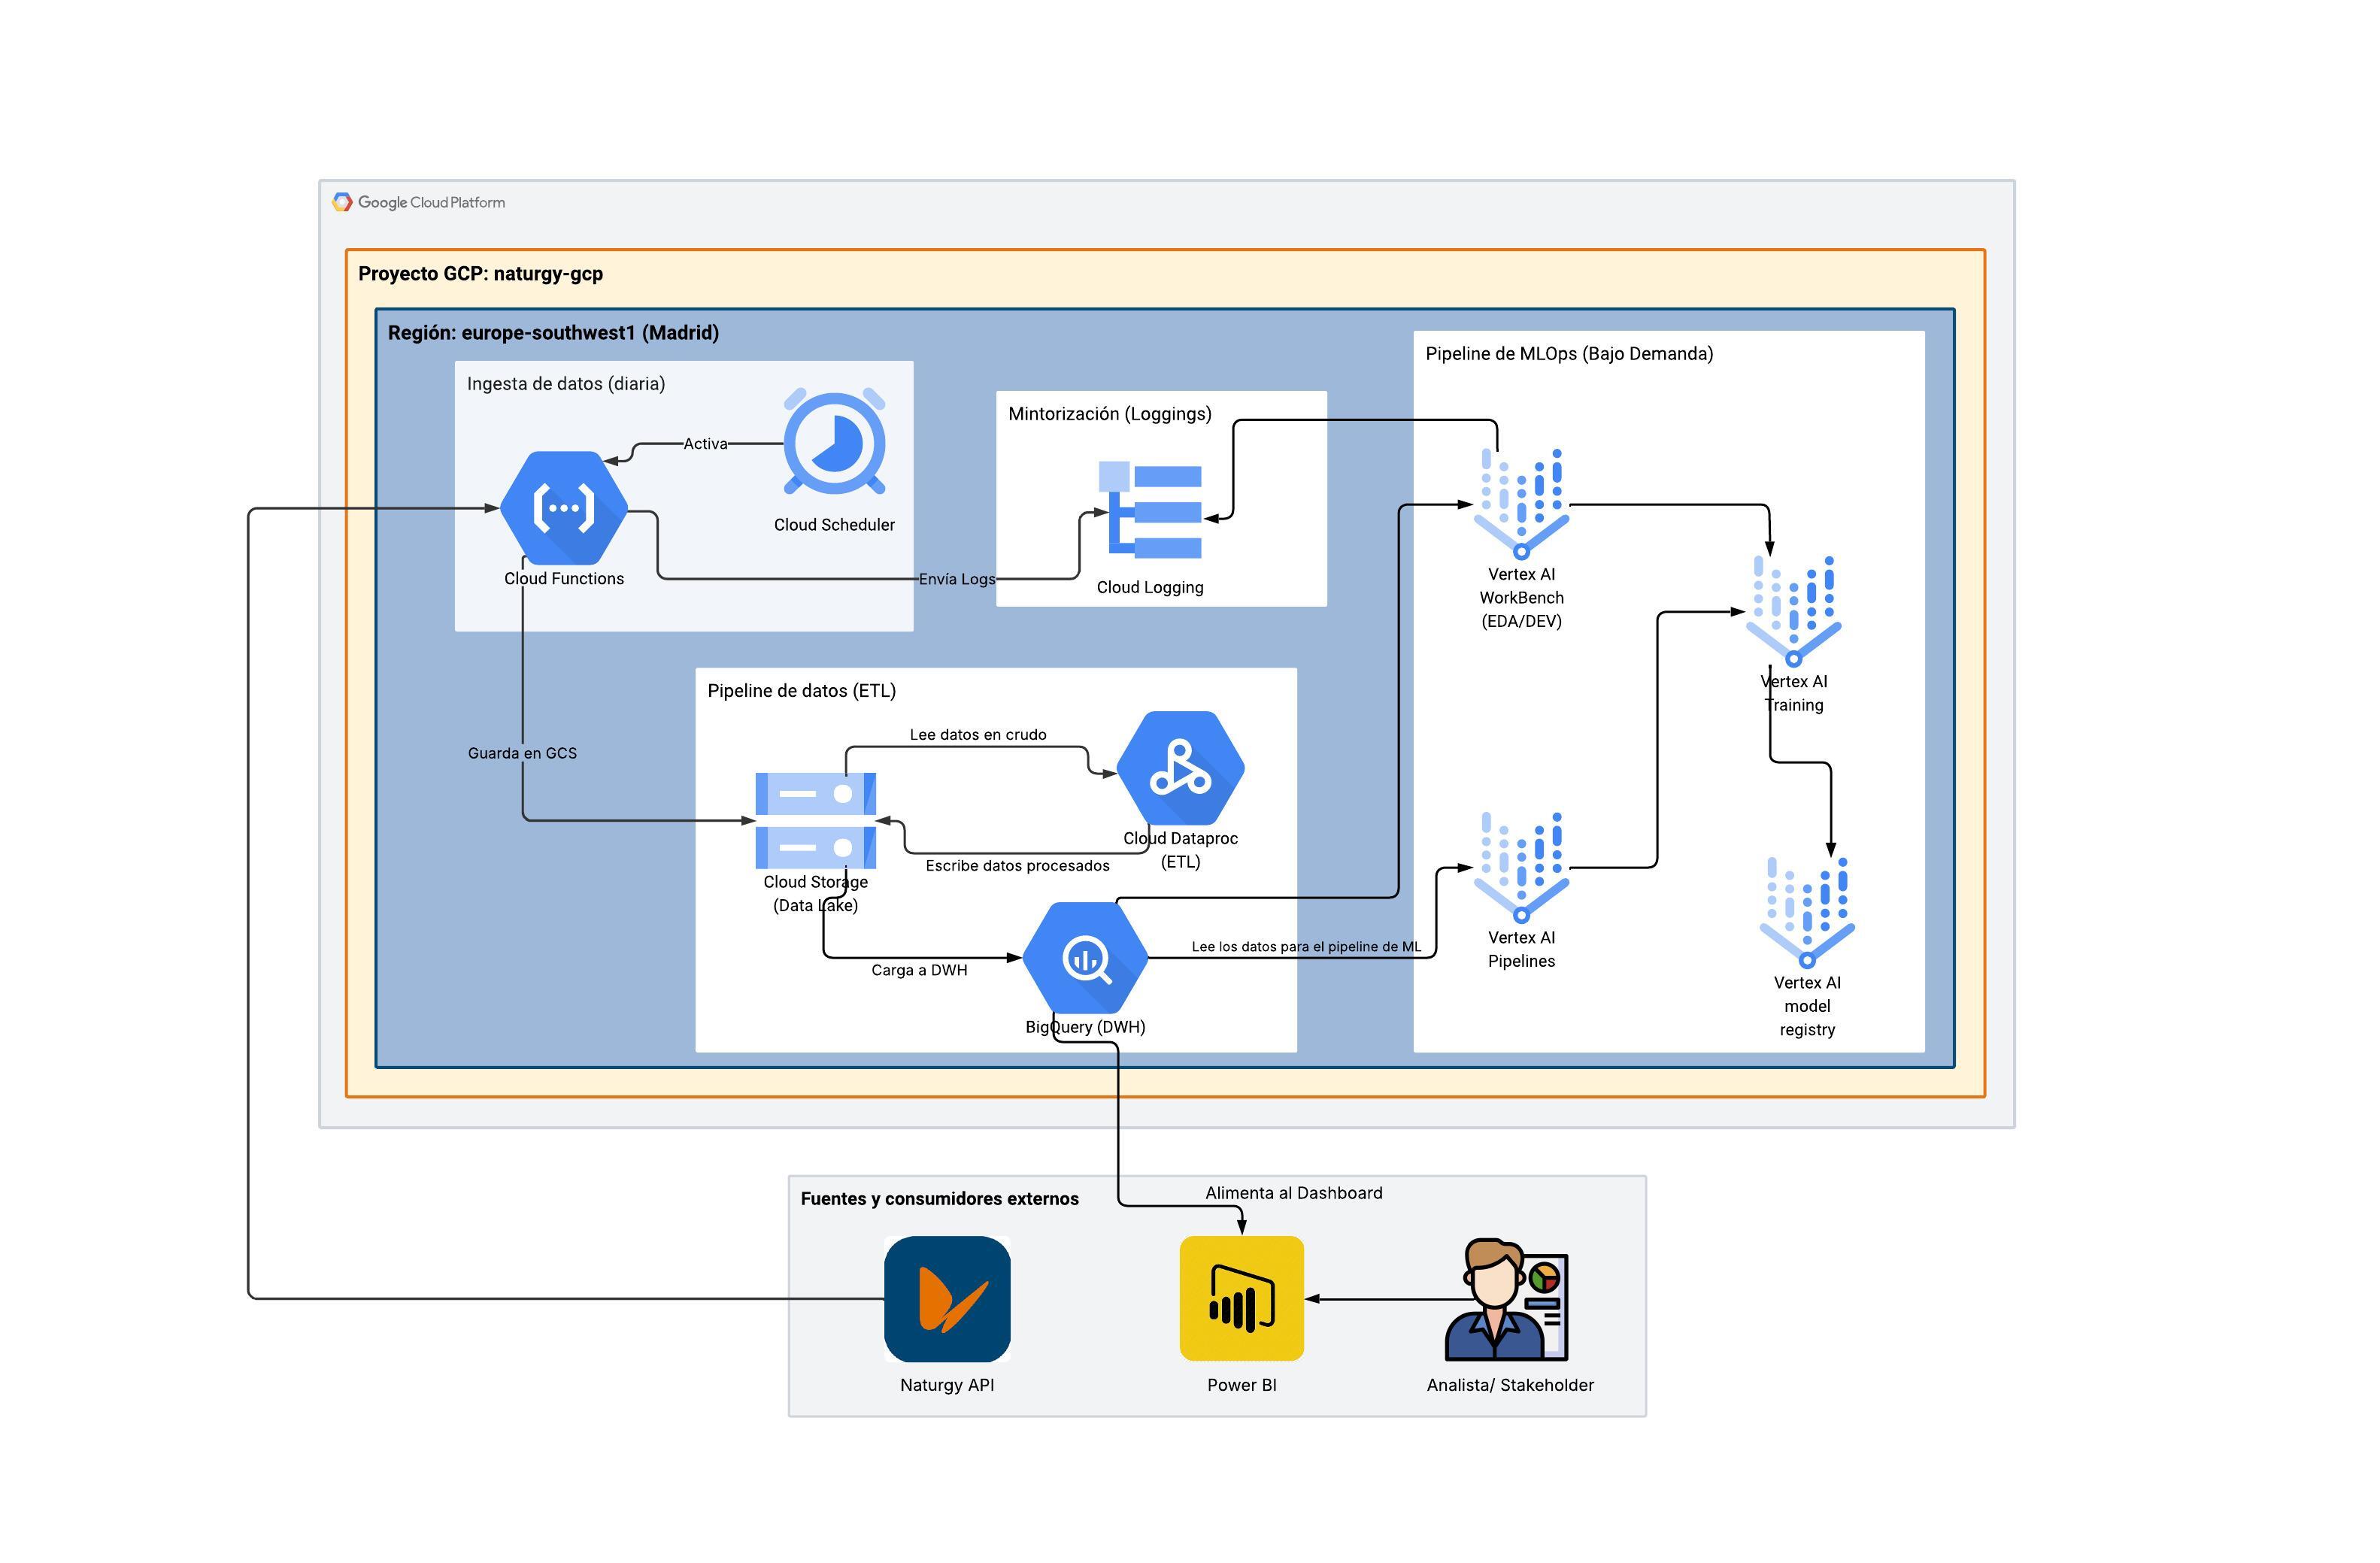 Google Cloud Platform
Proyecto GCP: naturgy-gcp
Región: europe-southwest1 (Madrid)
Ingesta de datos (diaria)
Activa
Cloud Scheduler
Cloud Functions
Envía Logs
Mintorización (Loggings)
Cloud Logging
Pipeline de MLOps (Bajo Demanda)
Vertex AI
WorkBench
(EDA/DEV)
Vertex AI
Training
Guarda en GCS
Pipeline de datos (ETL)
Lee datos en crudo
Cloud Dataproc
(ETL)
Escribe datos procesados
Cloud Storage
(Data Lake)
Carga a DWH
BigQuery (DWH)
Lee los datos para el pipeline de ML
Vertex AI
Pipelines
Vertex AI
model
registry
Fuentes y consumidores externos
Alimenta al Dashboard
Naturgy API
Power BI
Analista/ Stakeholder